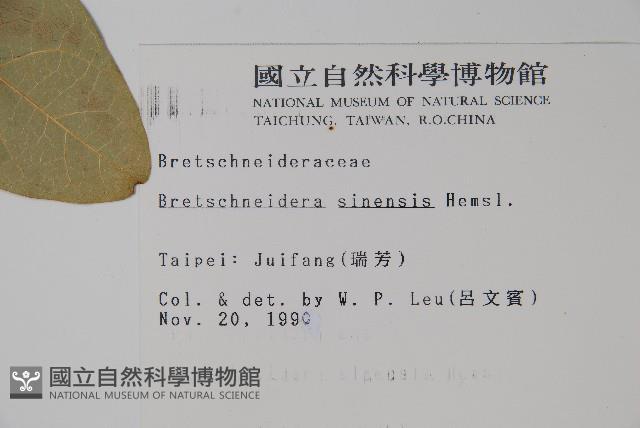 國立自然科學博物館
NATIONAL MUSEUM OF NATURAL SCIENCE
TAICHUNG, TAIWAN, R.O.CHINA
Bretschneideraceae
Bretschneidera sinensis Hemsl.
Taipei: Juifang(瑞芳)
Col. & det. by W. P. Leu(呂文賓)
Nov. 20,
國立自然科學博物館
NATIONAL MUSEUM OF NATURAL SCIENCE